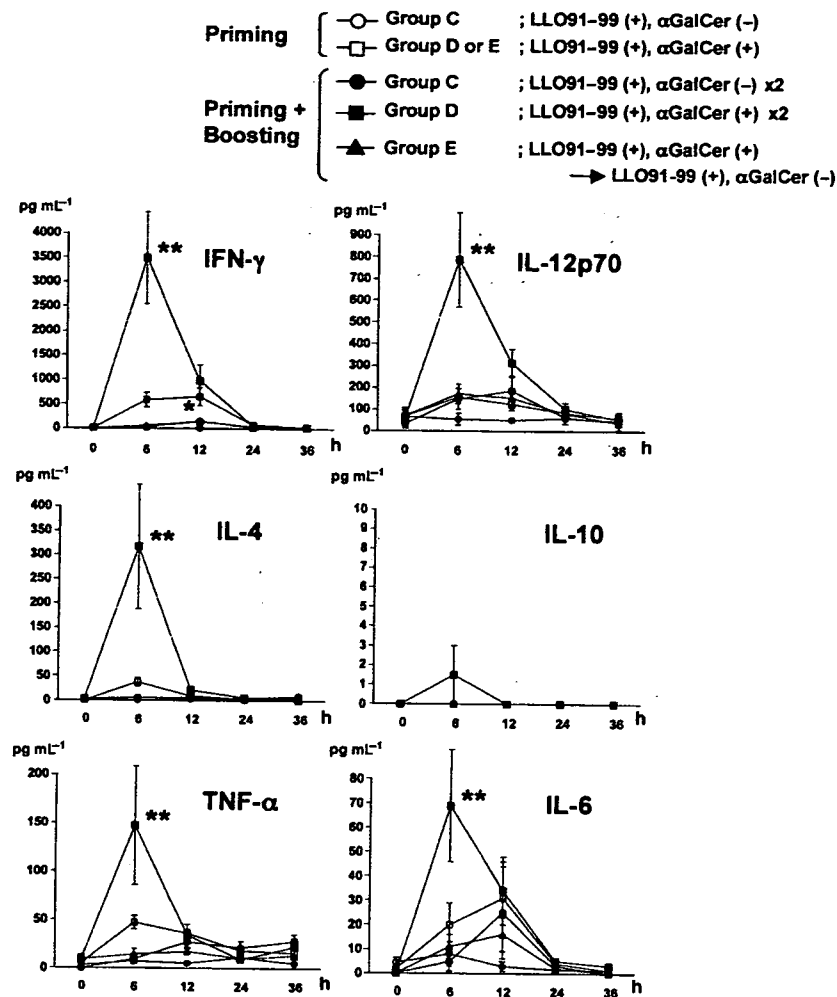 Priming
Group C ; LLO91–99 (+), αGalCer (–)
Group D or E ; LLO91–99 (+), αGalCer (+)
Priming + Boosting
Group C ; LLO91–99 (+), αGalCer (–) x2
Group D ; LLO91–99 (+), αGalCer (+) x2
Group E ; LLO91–99 (+), αGalCer (+)
→ LLO91-99 (+), αGalCer (–)
pg mL–1
IFN-γ
4000
3500
3000
2500
2000
1500
1000
500
0
**
*
0 6 12 24 36 h
pg mL–1
IL-12p70
900
800
700
600
500
400
300
200
100
0
**
0 6 12 24 36 h
pg mL–1
IL-4
400
350
300
250
200
150
100
50
0
**
0 6 12 24 36 h
pg mL–1
IL-10
10
9
8
7
6
5
4
3
2
1
0
0 6 12 24 36 h
pg mL–1
TNF-α
200
150
100
50
0
**
0 6 12 24 36 h
pg mL–1
IL-6
80
70
60
50
40
30
20
10
0
**
0 6 12 24 36 h